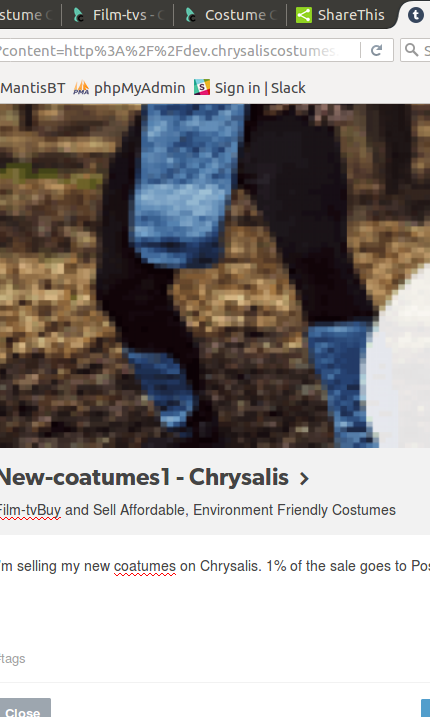 stume C
Film-tvs - C
Costume C
ShareThis
?content=http%3A%2F%2Fdev.chrysaliscostumes.
S
MantisBT
PMA phpMyAdmin
S Sign in | Slack
New-coatumes1 - Chrysalis >
Film-tvBuy and Sell Affordable, Environment Friendly Costumes
'm selling my new coatumes on Chrysalis. 1% of the sale goes to Pos
#tags
Close